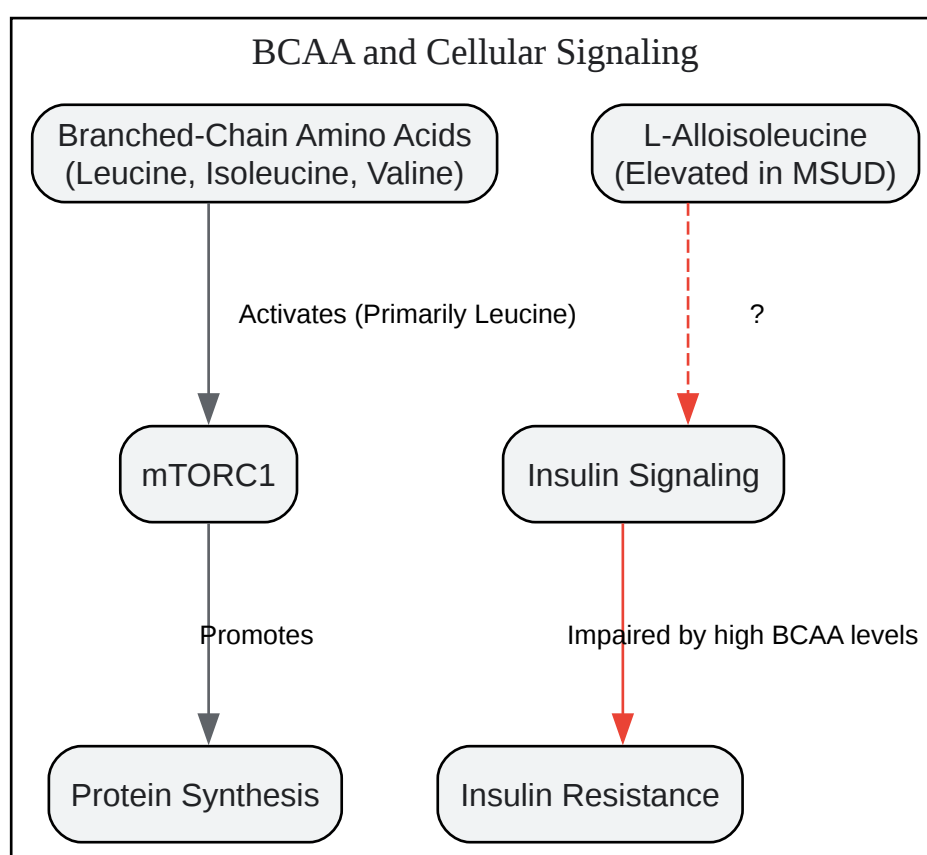 BCAA and Cellular Signaling
Branched-Chain Amino Acids
(Leucine, Isoleucine, Valine)
L-Alloisoleucine
(Elevated in MSUD)
Activates (Primarily Leucine)
?
mTORC1
Insulin Signaling
Promotes
Impaired by high BCAA levels
Protein Synthesis
Insulin Resistance